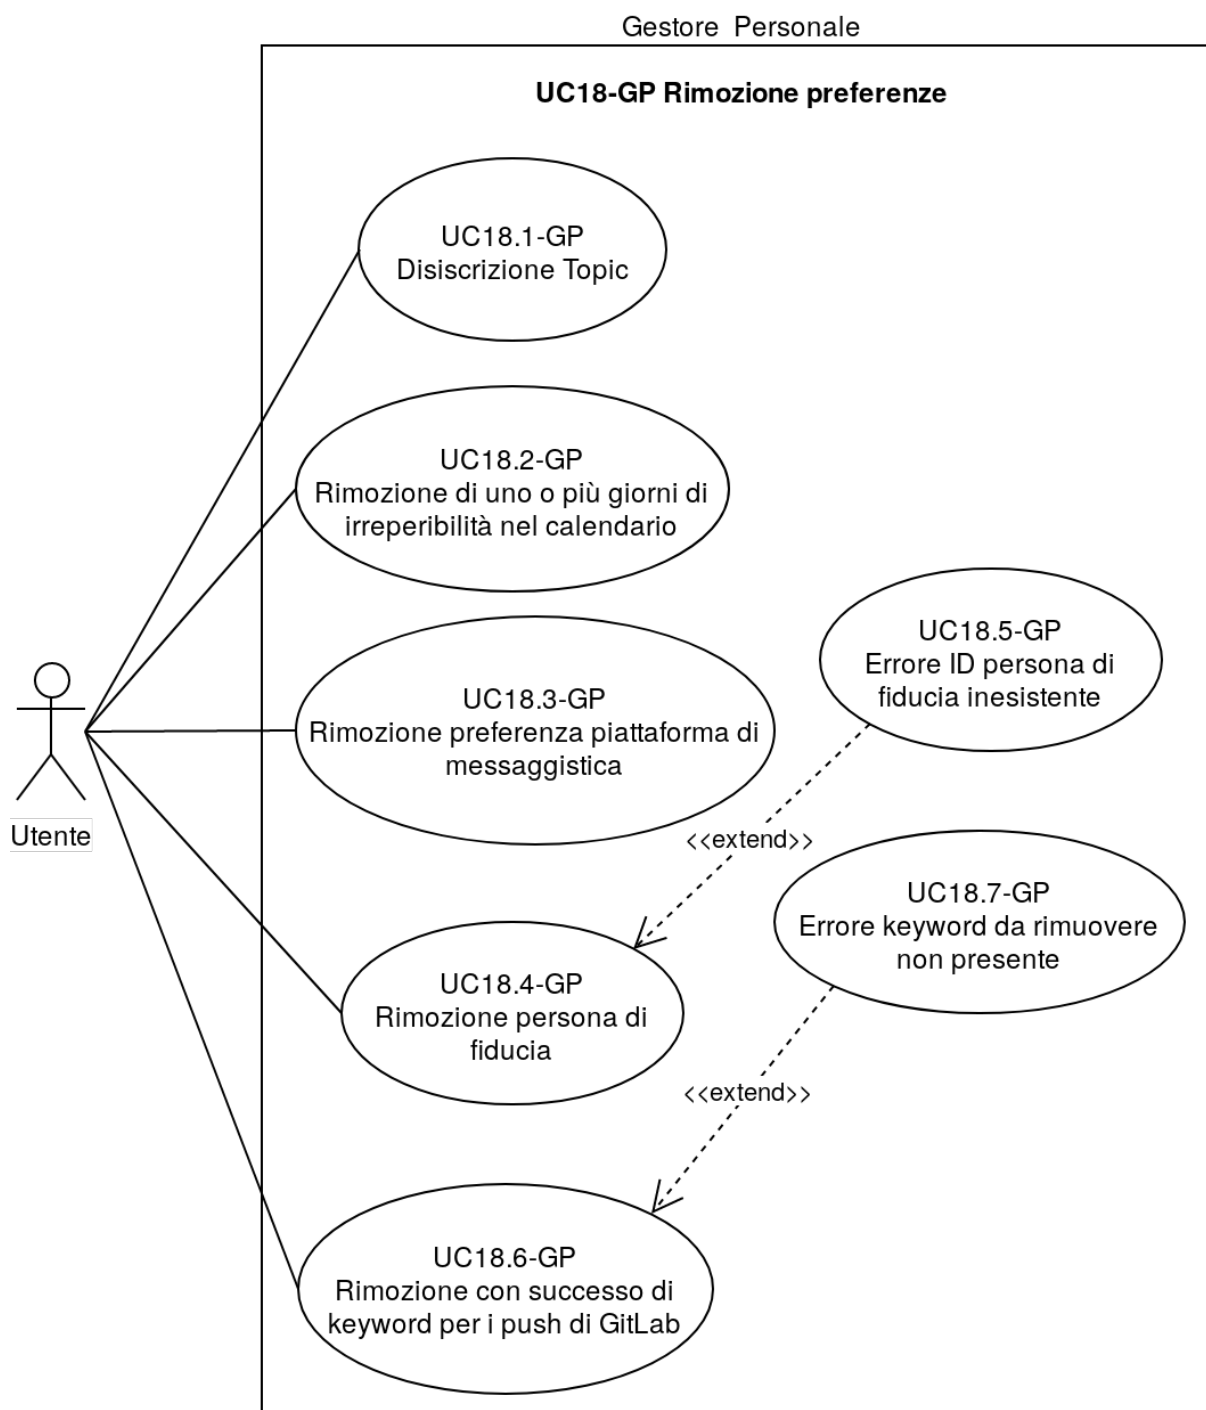 Gestore Personale
UC18-GP Rimozione preferenze
UC18.1-GP
Disiscrizione Topic
UC18.2-GP
Rimozione di uno o più giorni di
irreperibilità nel calendario
UC18.3-GP
Rimozione preferenza piattaforma di
messaggistica
UC18.5-GP
Errore ID persona di
fiducia inesistente
Utente
<<extend>>
UC18.4-GP
Rimozione persona di
fiducia
UC18.7-GP
Errore keyword da rimuovere
non presente
<<extend>>
UC18.6-GP
Rimozione con successo di
keyword per i push di GitLab